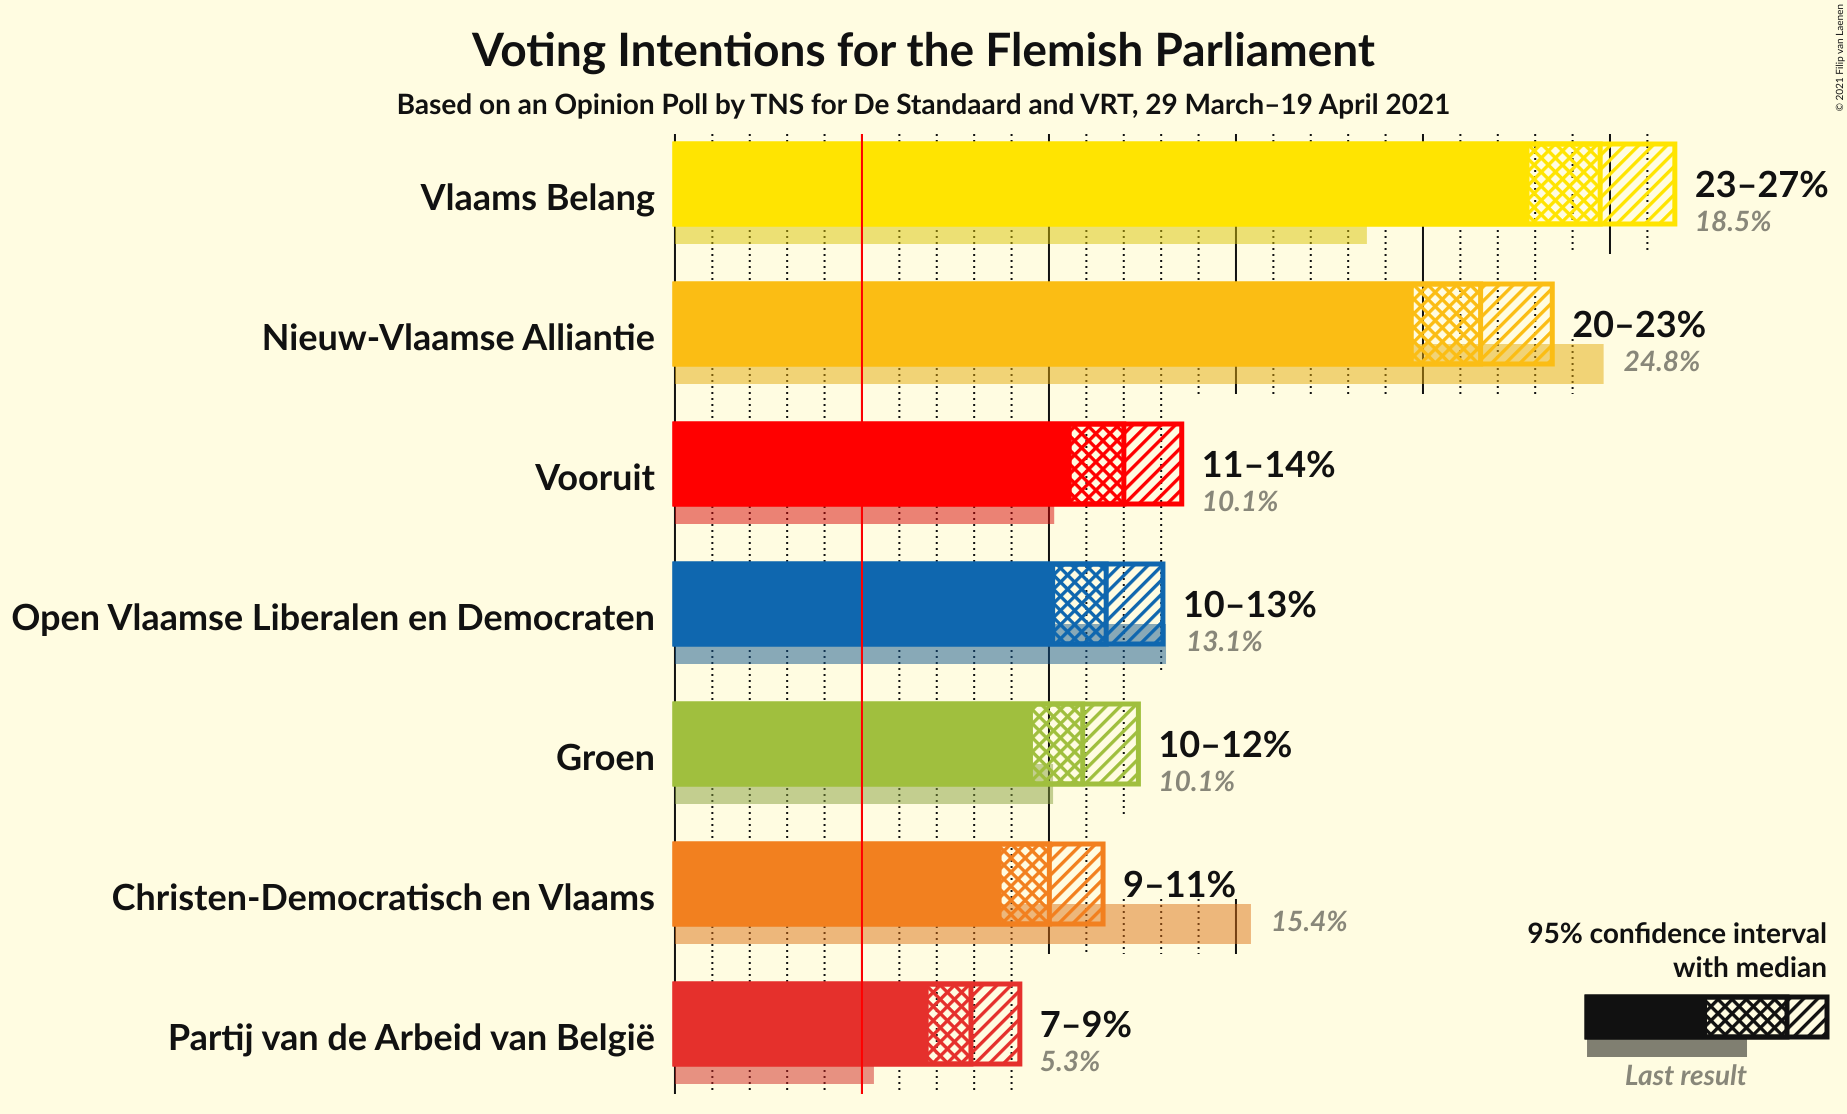 Voting Intentions for the Flemish Parliament
Based on an Opinion Poll by TNS for De Standaard and VRT, 29 March–19 April 2021
© 2021 Filip van Laenen
Vlaams Belang
23–27%
18.5%
Nieuw-Vlaamse Alliantie
20–23%
24.8%
Vooruit
11–14%
10.1%
Open Vlaamse Liberalen en Democraten
10–13%
13.1%
Groen
10–12%
10.1%
Christen-Democratisch en Vlaams
9–11%
15.4%
Partij van de Arbeid van België
7–9%
5.3%
95% confidence interval
with median
Last result